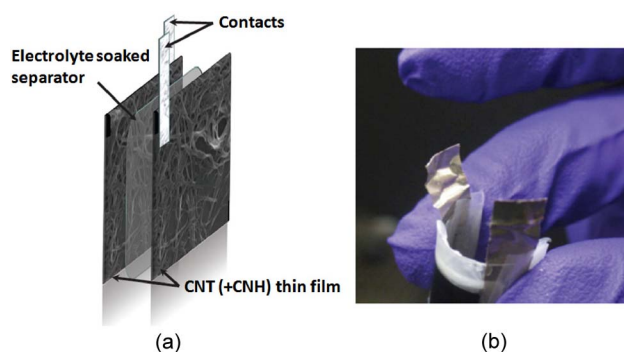 Contacts
Electrolyte soaked
separator
CNT (+CNH) thin film
(a)
(b)